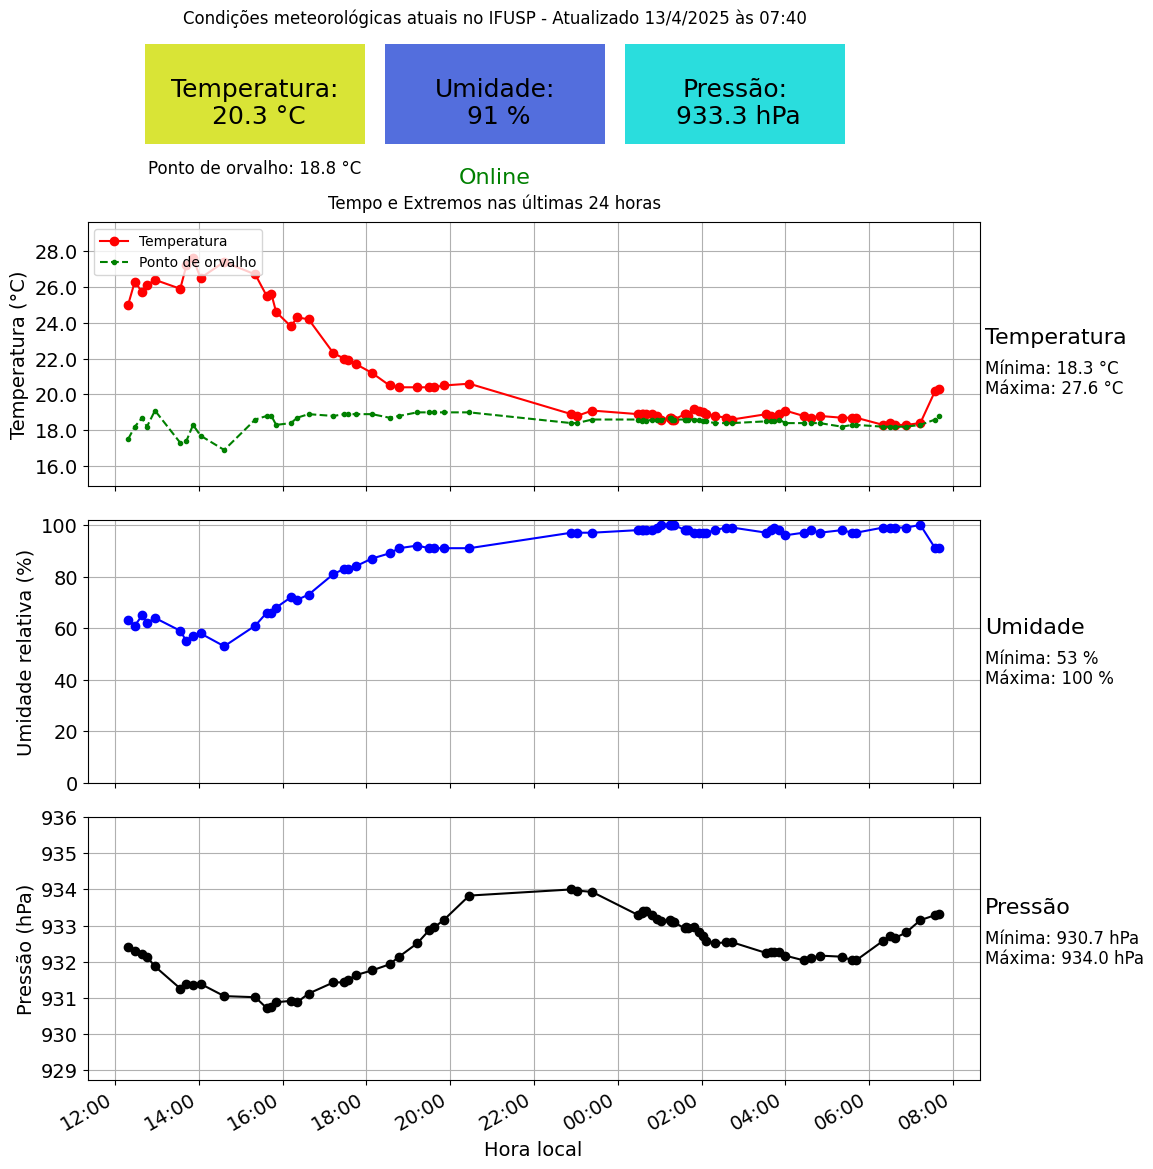 Condições meteorológicas atuais no IFUSP - Atualizado 13/4/2025 às 07:40
Temperatura:
20.3 °C
Umidade:
91 %
Pressão:
933.3 hPa
Ponto de orvalho: 18.8 °C
Online
Tempo e Extremos nas últimas 24 horas
Temperatura
Ponto de orvalho
Temperatura (°C)
28.0
26.0
24.0
22.0
20.0
18.0
16.0
Temperatura
Mínima: 18.3 °C
Máxima: 27.6 °C
Umidade relativa (%)
100
80
60
40
20
0
Umidade
Mínima: 53 %
Máxima: 100 %
Pressão (hPa)
936
935
934
933
932
931
930
929
Pressão
Mínima: 930.7 hPa
Máxima: 934.0 hPa
12:00
14:00
16:00
18:00
20:00
22:00
00:00
02:00
04:00
06:00
08:00
Hora local